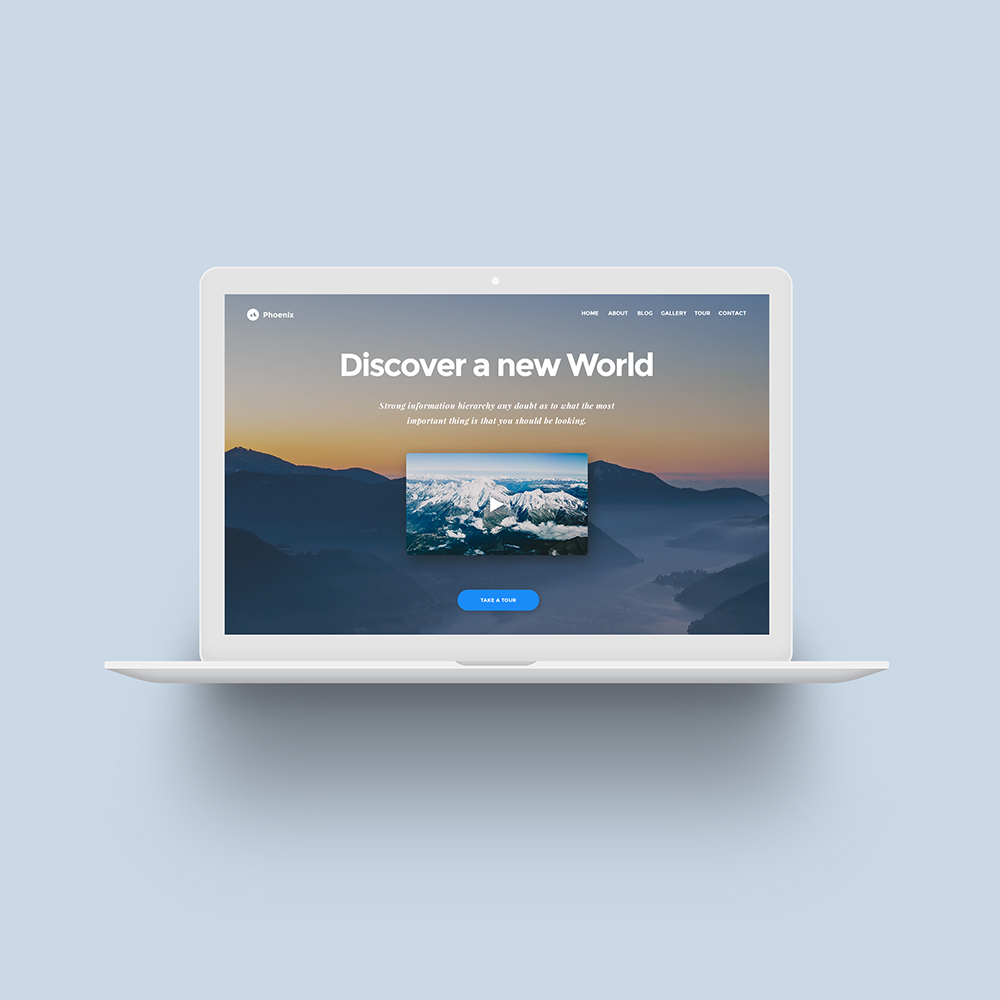 Phoenix
HOME ABOUT BLOG GALLERY TOUR CONTACT
Discover a new World
Strong information hierarchy any doubt as to what the most
important thing is that you should be looking.
TAKE A TOUR